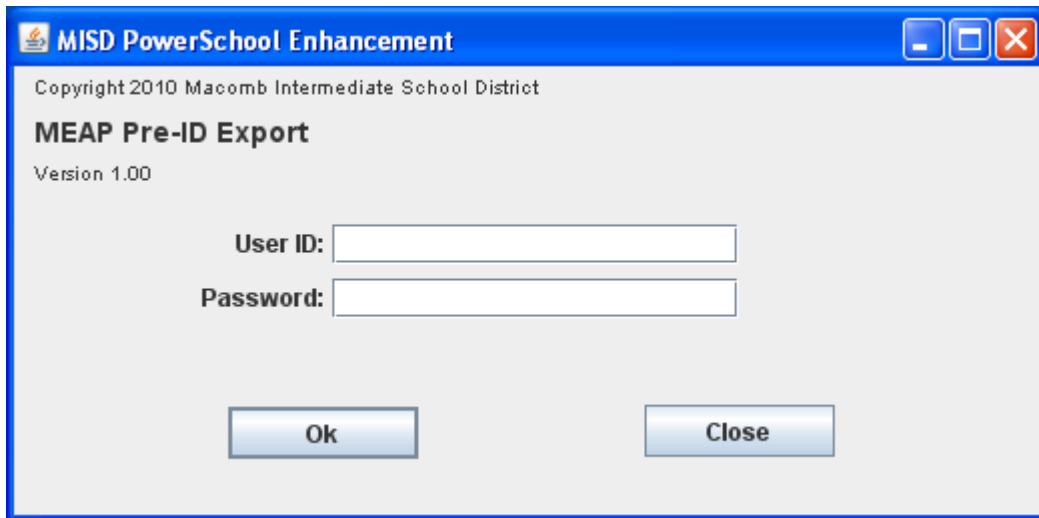 MISD PowerSchool Enhancement
Copyright 2010 Macomb Intermediate School District
MEAP Pre-ID Export
Version 1.00
User ID:
Password:
Ok Close